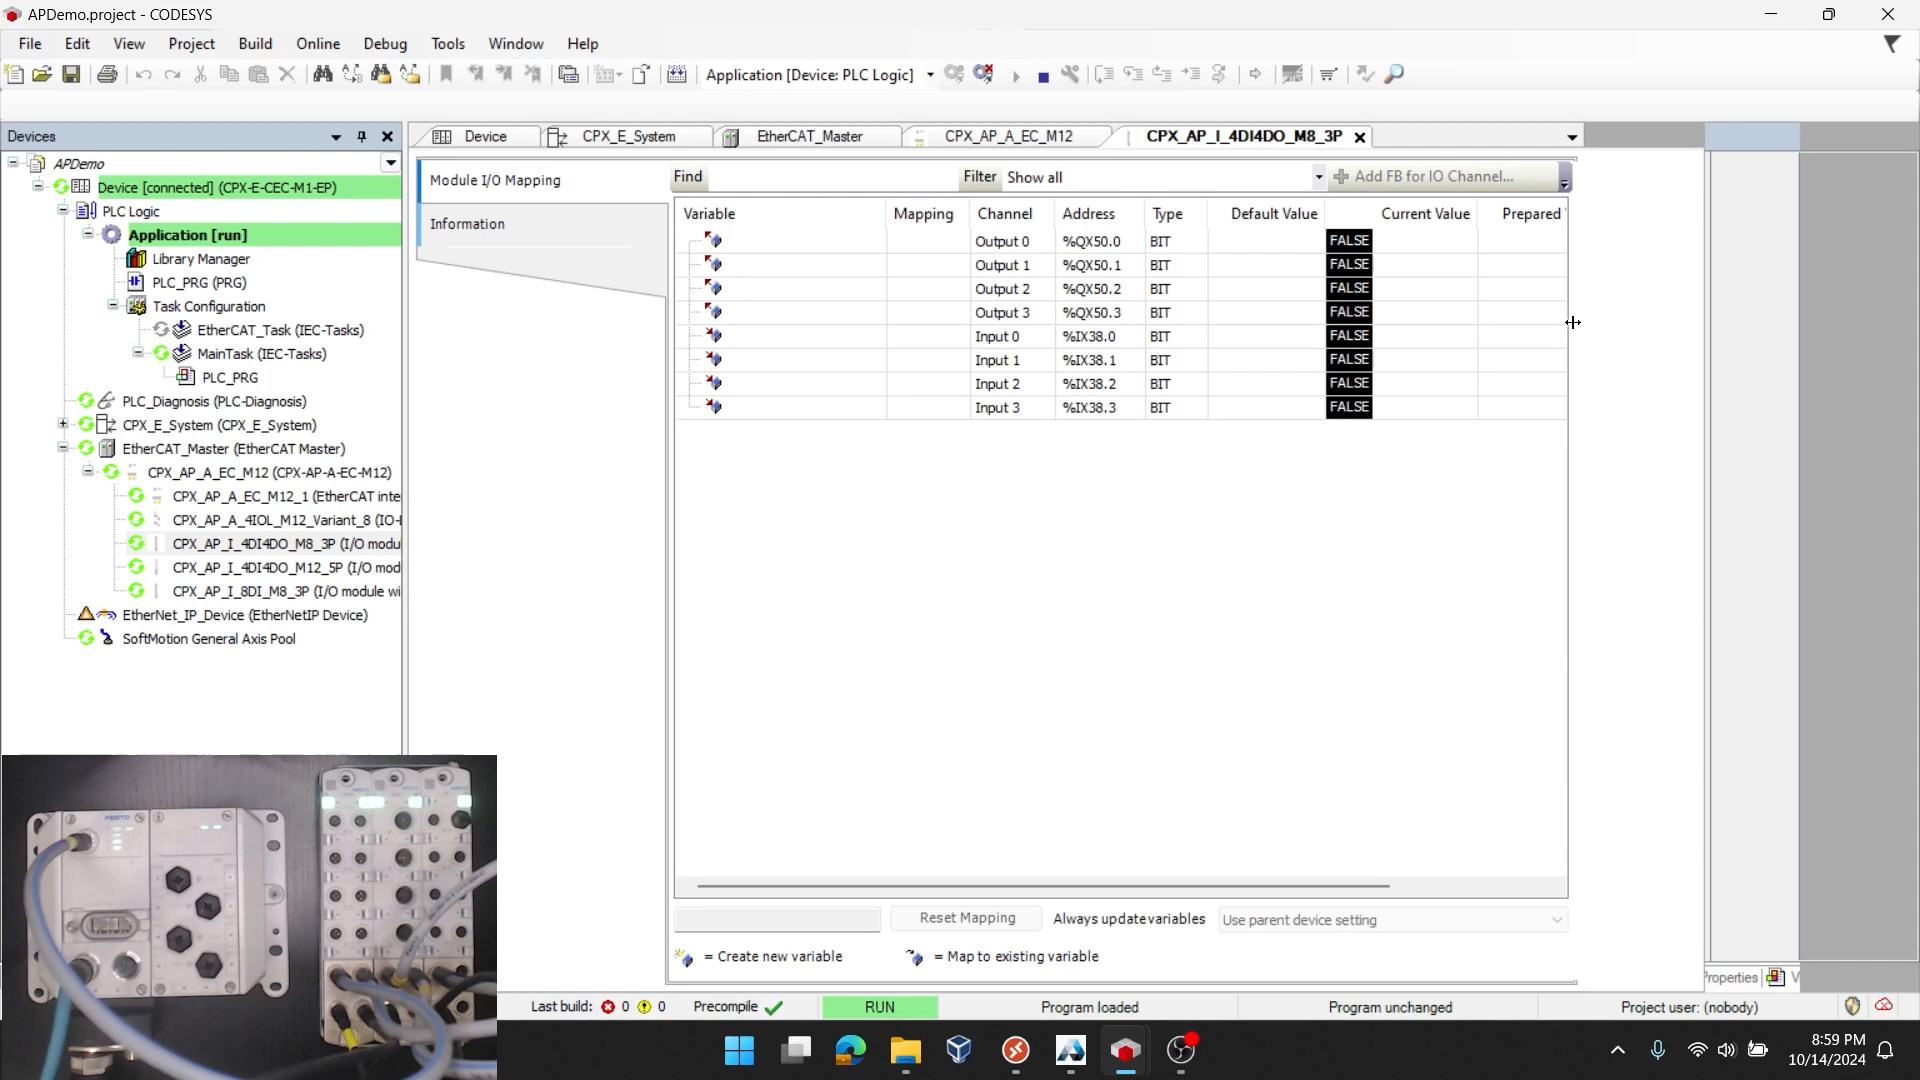 APDemo.project - CODESYS
File Edit View Project Build Online Debug Tools Window Help
Application [Device: PLC Logic]
Devices
APDemo
Device [connected] (CPX-E-CEC-M1-EP)
PLC Logic
Application [run]
Library Manager
PLC_PRG (PRG)
Task Configuration
EtherCAT_Task (IEC-Tasks)
MainTask (IEC-Tasks)
PLC_PRG
PLC_Diagnosis (PLC-Diagnosis)
CPX_E_System (CPX_E_System)
EtherCAT_Master (EtherCAT Master)
CPX_AP_A_EC_M12 (CPX-AP-A-EC-M12)
CPX_AP_A_EC_M12_1 (EtherCAT inte
CPX_AP_A_4IOL_M12_Variant_8 (IO-
CPX_AP_I_4DI4DO_M8_3P (I/O modu
CPX_AP_I_4DI4DO_M12_5P (I/O mod
CPX_AP_I_8DI_M8_3P (I/O module wi
EtherNet_IP_Device (EtherNetIP Device)
SoftMotion General Axis Pool
Device CPX_E_System EtherCAT_Master CPX_AP_A_EC_M12 CPX_AP_I_4DI4DO_M8_3P
Module I/O Mapping
Information
Find Filter Show all Add FB for IO Channel...
Variable Mapping Channel Address Type Default Value Current Value Prepared
Output 0 %QX50.0 BIT FALSE
Output 1 %QX50.1 BIT FALSE
Output 2 %QX50.2 BIT FALSE
Output 3 %QX50.3 BIT FALSE
Input 0 %IX38.0 BIT FALSE
Input 1 %IX38.1 BIT FALSE
Input 2 %IX38.2 BIT FALSE
Input 3 %IX38.3 BIT FALSE
Reset Mapping Always update variables Use parent device setting
= Create new variable = Map to existing variable
Properties V
FESTO
Last build: 0 0 Precompile RUN Program loaded Program unchanged Project user: (nobody)
8:59 PM
10/14/2024